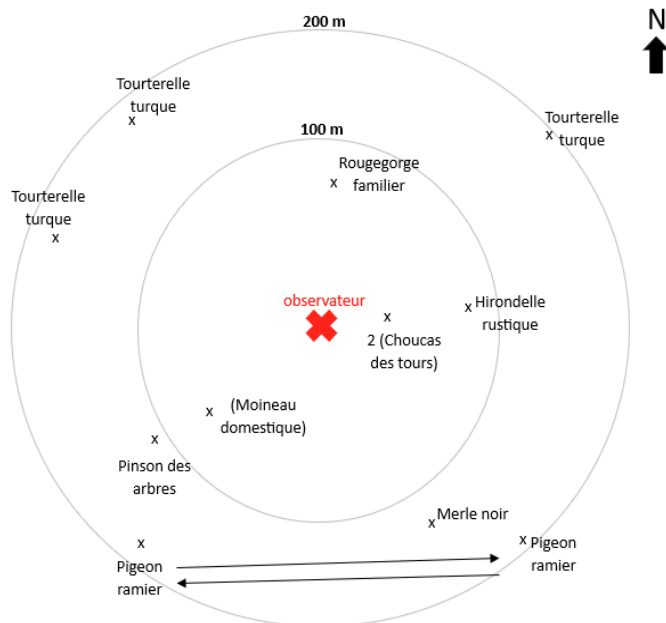 200 m
N
Tourterelle
turque
Tourterelle
turque
100 m
Rougegorge
familier
Tourterelle
turque
observateur
Hirondelle
rustique
2 (Choucas
des tours)
(Moineau
domestique)
Pinson des
arbres
Merle noir
Pigeon
ramier
Pigeon
ramier